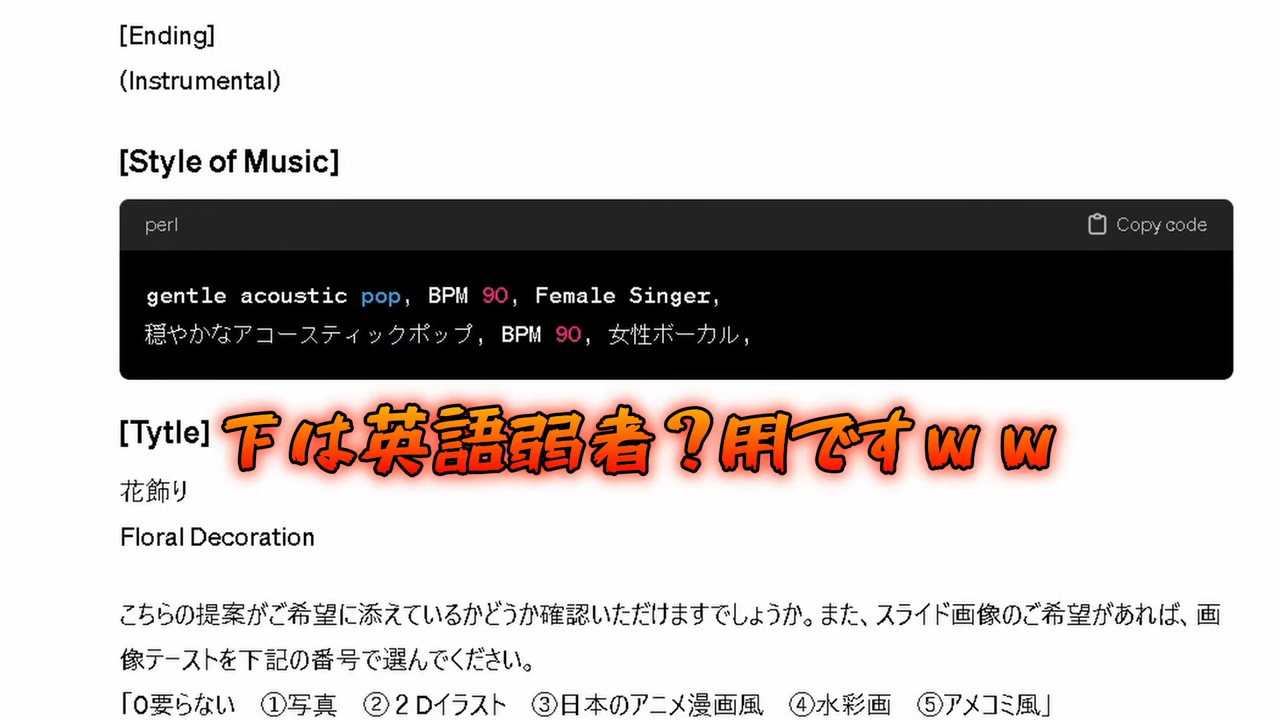 [Ending]
(Instrumental)
[Style of Music]
perl
Copy code
gentle acoustic pop, BPM 90, Female Singer,
穏やかなアコースティックポップ, BPM 90, 女性ボーカル,
[Tytle]
下は英語弱者？用ですｗｗ
花飾り
Floral Decoration
こちらの提案がご希望に添えているかどうか確認いただけますでしょうか。また、スライド画像のご希望があれば、画
像テーストを下記の番号で選んでください。
「0要らない　①写真　②２Dイラスト　③日本のアニメ漫画風　④水彩画　⑤アメコミ風」